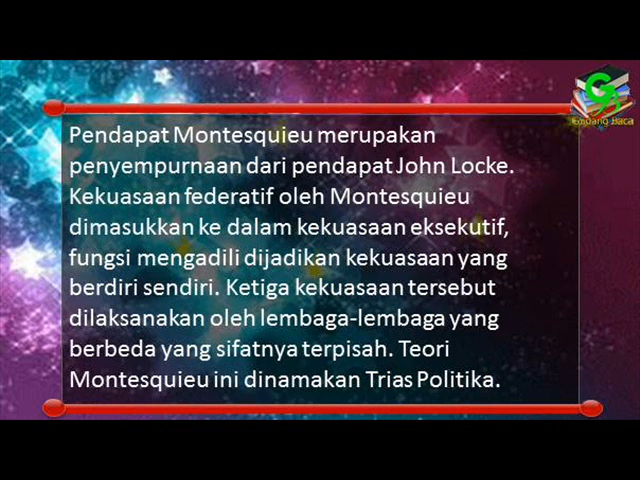 Gudang Baca
Pendapat Montesquieu merupakan
penyempurnaan dari pendapat John Locke.
Kekuasaan federatif oleh Montesquieu
dimasukkan ke dalam kekuasaan eksekutif,
fungsi mengadili dijadikan kekuasaan yang
berdiri sendiri. Ketiga kekuasaan tersebut
dilaksanakan oleh lembaga-lembaga yang
berbeda yang sifatnya terpisah. Teori
Montesquieu ini dinamakan Trias Politika.